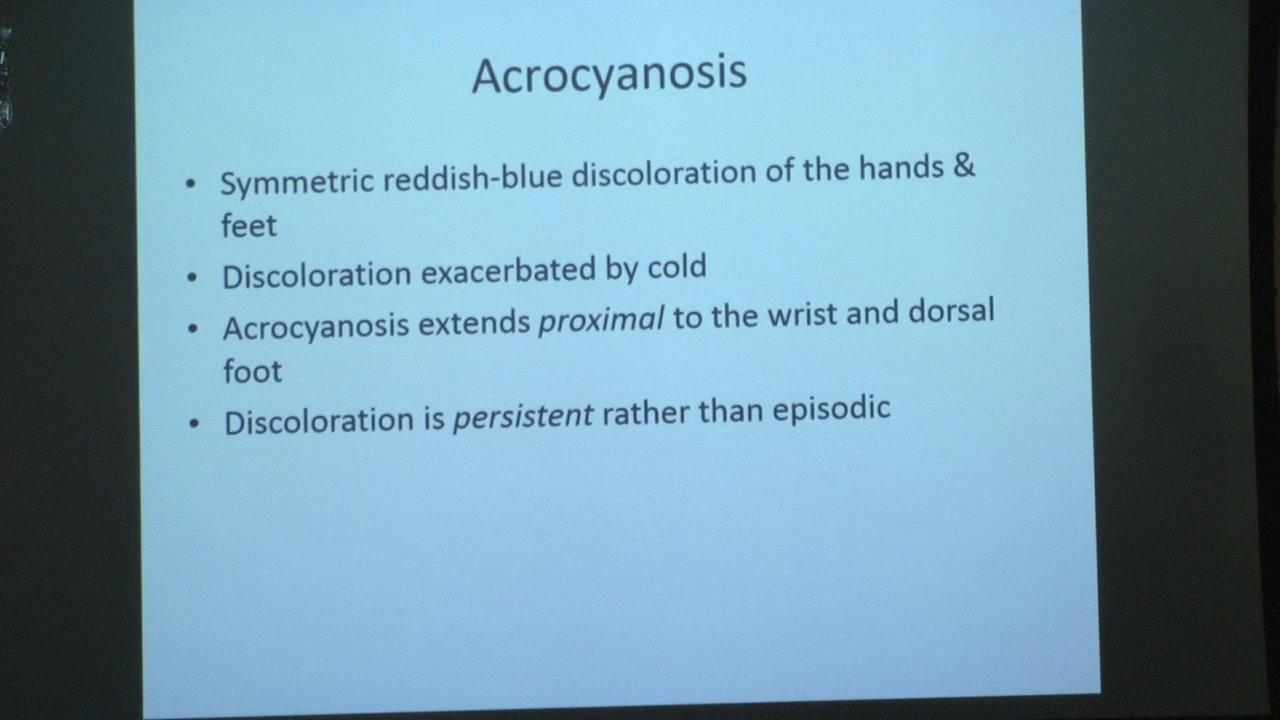 Acrocyanosis
• Symmetric reddish-blue discoloration of the hands &
feet
• Discoloration exacerbated by cold
• Acrocyanosis extends proximal to the wrist and dorsal
foot
• Discoloration is persistent rather than episodic